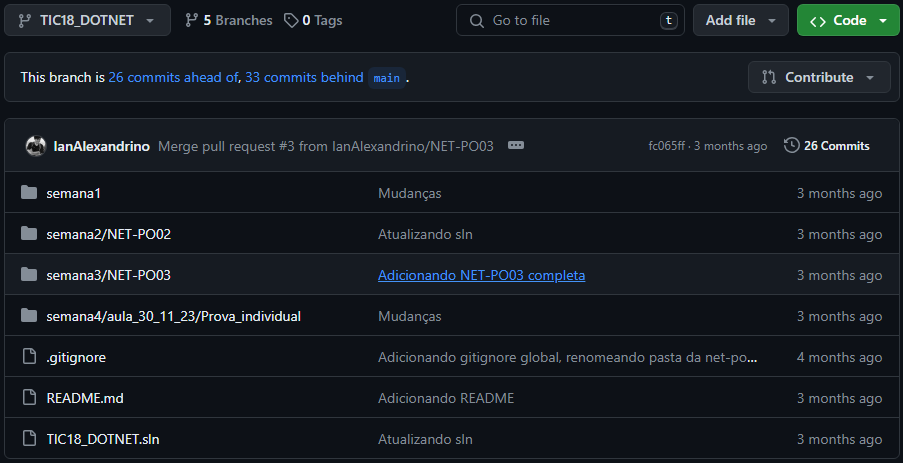 TIC18_DOTNET 5 Branches 0 Tags Go to file t Add file Code
This branch is 26 commits ahead of, 33 commits behind main . Contribute
IanAlexandrino Merge pull request #3 from IanAlexandrino/NET-PO03 fc065ff · 3 months ago 26 Commits
semana1 Mudanças 3 months ago
semana2/NET-PO02 Atualizando sln 3 months ago
semana3/NET-PO03 Adicionando NET-PO03 completa 3 months ago
semana4/aula_30_11_23/Prova_individual Mudanças 3 months ago
.gitignore Adicionando gitignore global, renomeando pasta da net-po... 4 months ago
README.md Adicionando README 3 months ago
TIC18_DOTNET.sln Atualizando sln 3 months ago